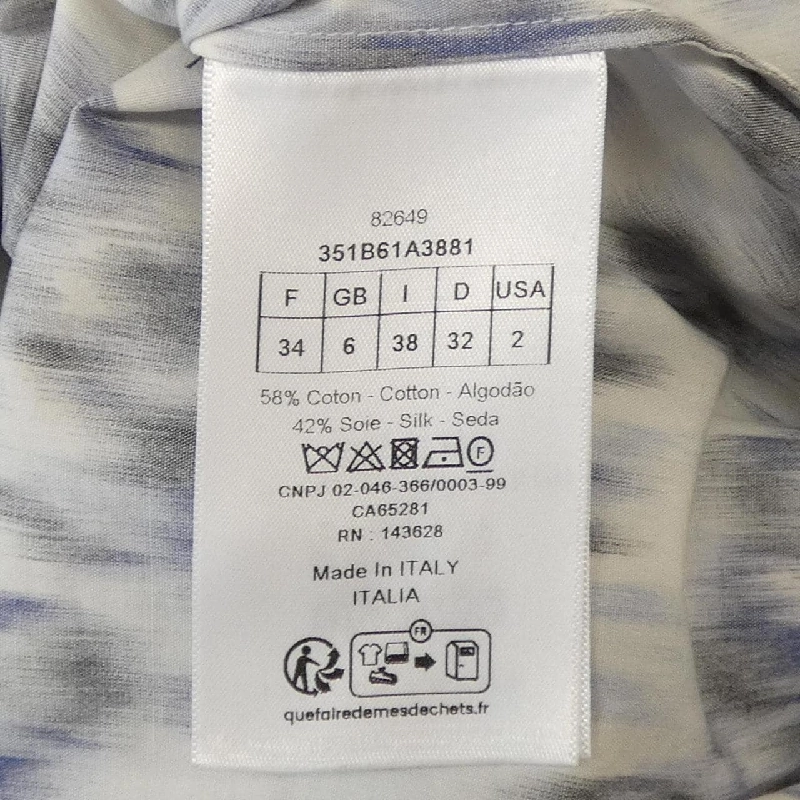 82649
351B61A3881
F GB I D USA
34 6 38 32 2
58% Coton - Cotton - Algodão
42% Soie - Silk - Seda
F
CNPJ 02-046-366/0003-99
CA65281
RN : 143628
Made In ITALY
ITALIA
FR
quefairedemesdechets.fr